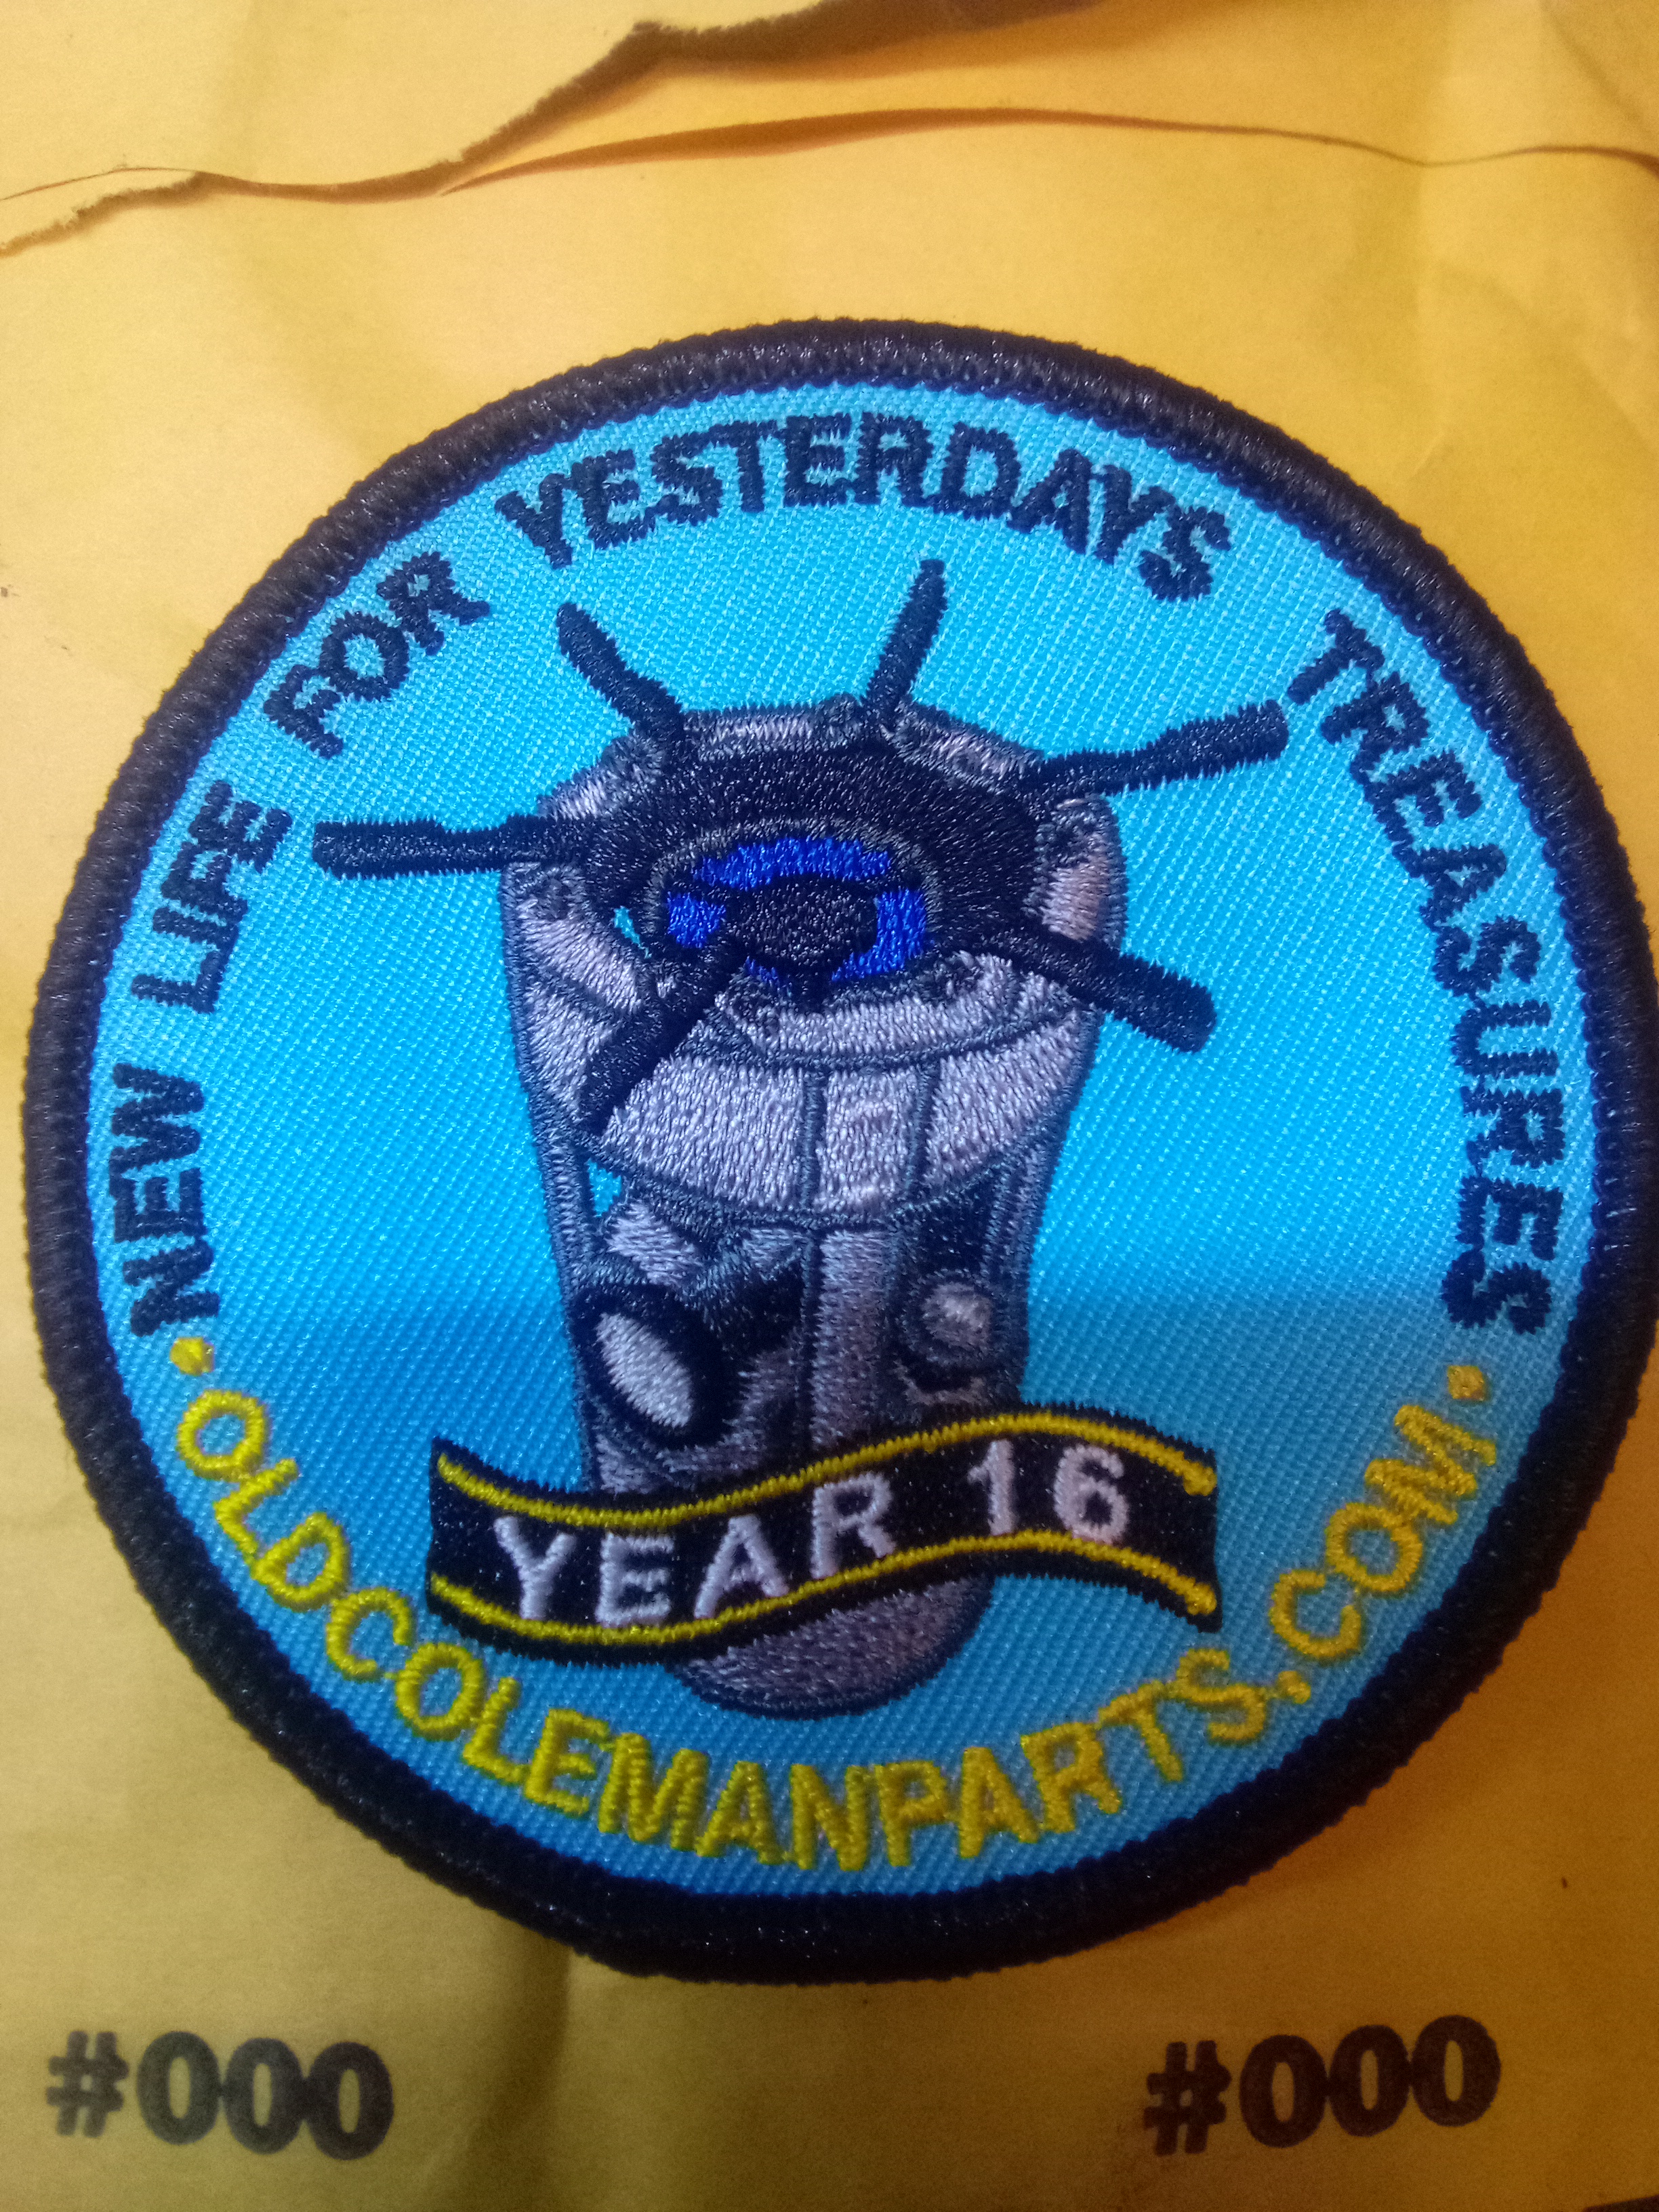 NEW LIFE FOR YESTERDAYS TREASURES
YEAR 16
•OLDCOLEMANPARTS.COM•
#000 #000